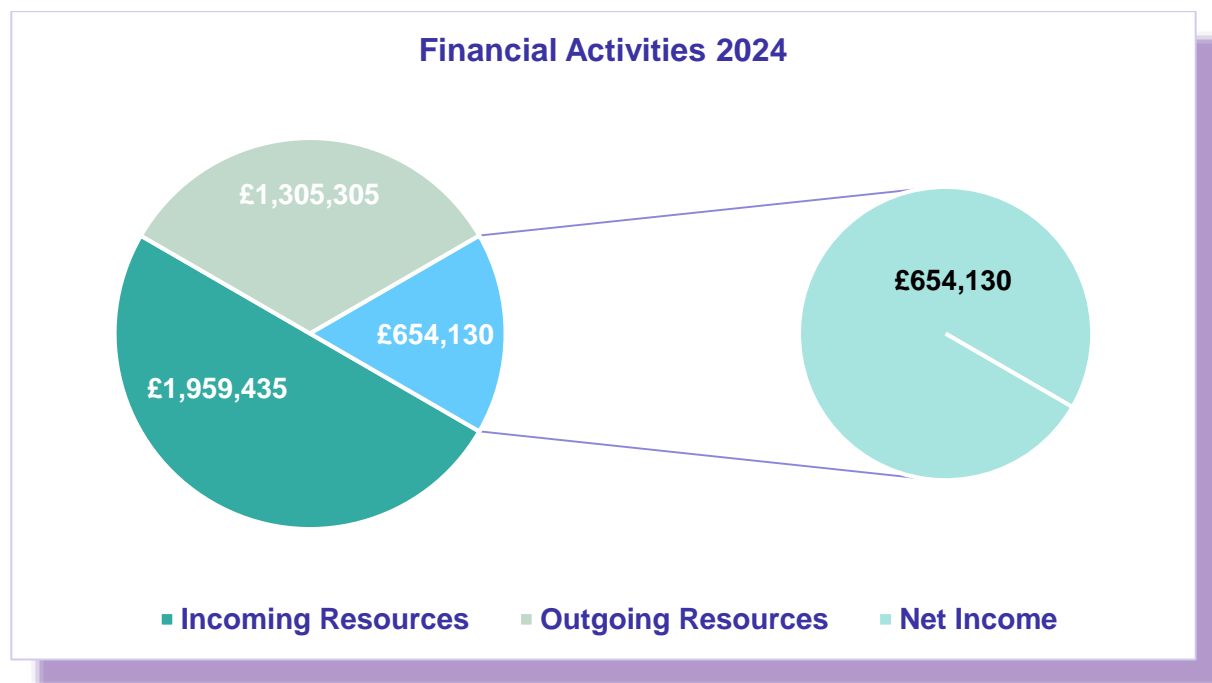 Financial Activities 2024
£1,305,305
£654,130
£654,130
£1,959,435
Incoming Resources Outgoing Resources Net Income